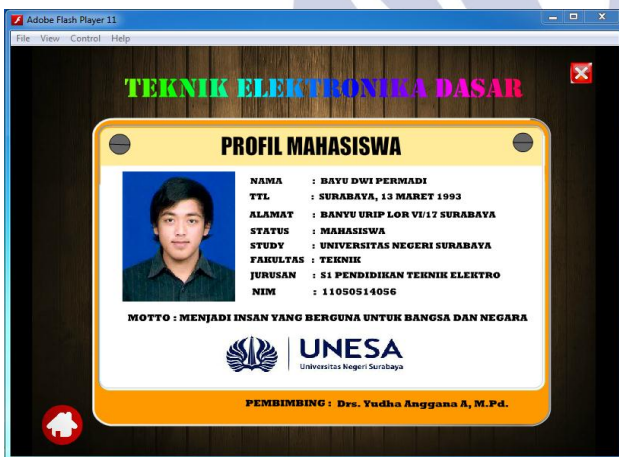 Adobe Flash Player 11
File View Control Help
TEKNIK ELEKTRONIKA DASAR
PROFIL MAHASISWA
NAMA : BAYU DWI PERMADI
TTL : SURABAYA, 13 MARET 1993
ALAMAT : BANYU URIP LOR VI/17 SURABAYA
STATUS : MAHASISWA
STUDY : UNIVERSITAS NEGERI SURABAYA
FAKULTAS : TEKNIK
JURUSAN : S1 PENDIDIKAN TEKNIK ELEKTRO
NIM : 11050514056
MOTTO : MENJADI INSAN YANG BERGUNA UNTUK BANGSA DAN NEGARA
UNESA
Universitas Negeri Surabaya
PEMBIMBING : Drs. Yudha Anggana A, M.Pd.